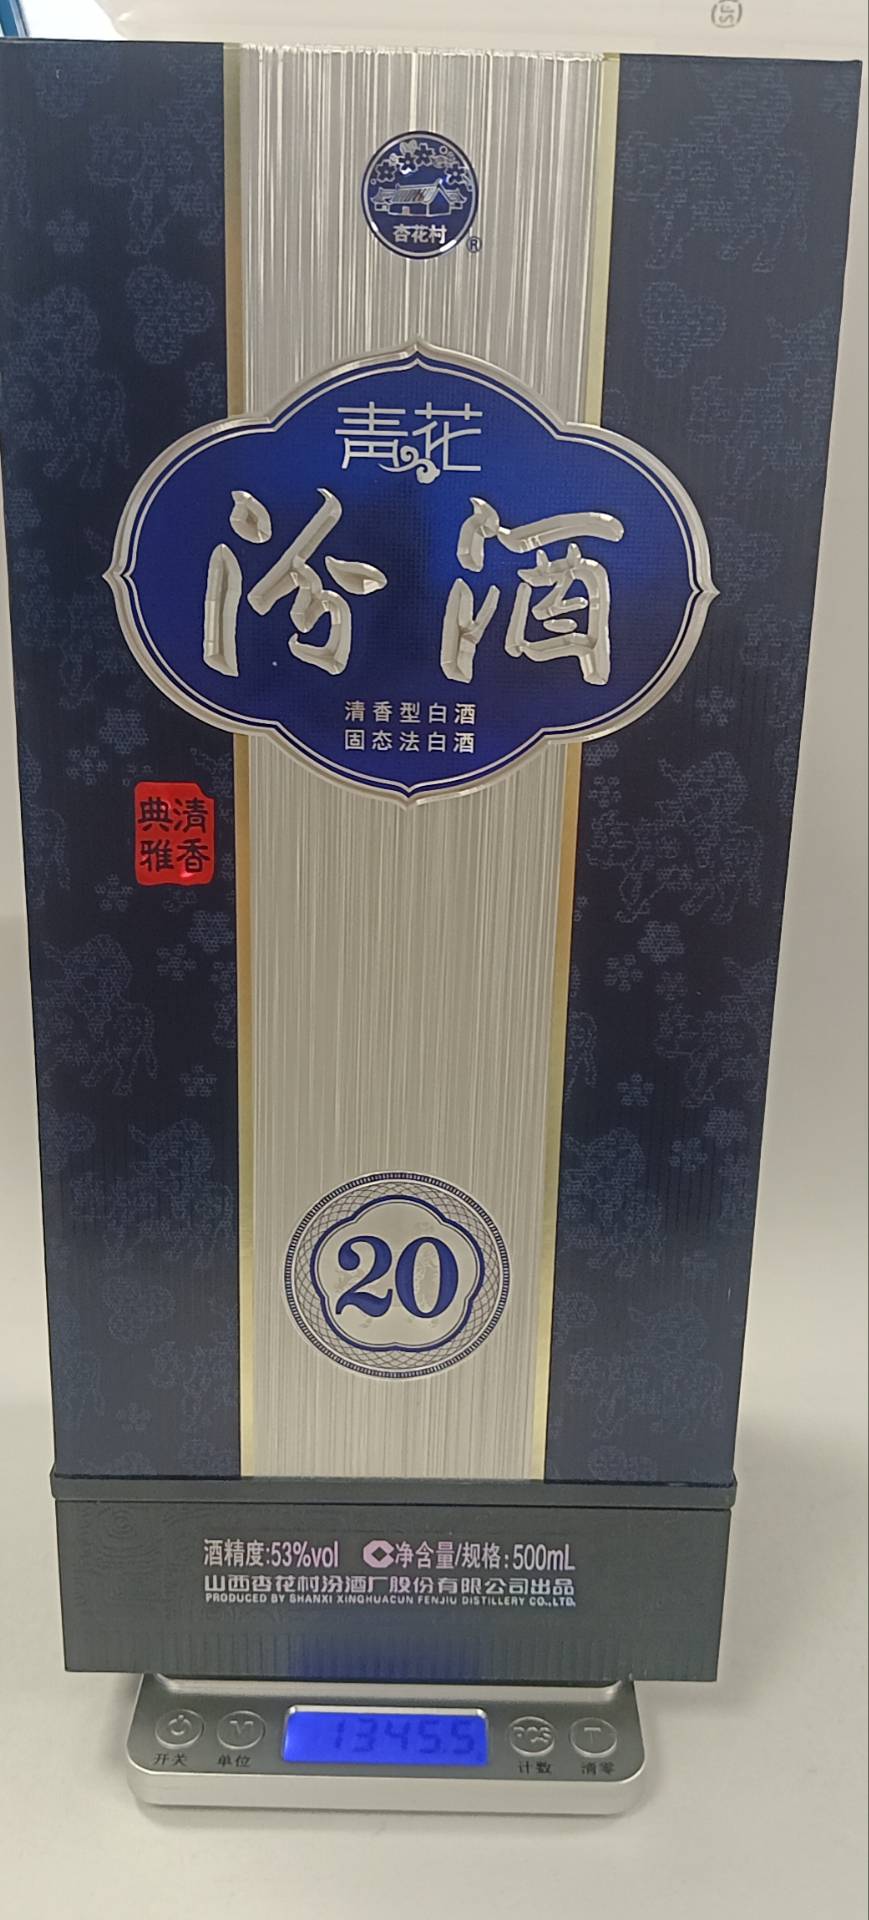 杏花村
®
青花
汾酒
清香型白酒
固态法白酒
清香
典雅
20
酒精度:53%vol 净含量/规格:500mL
山西杏花村汾酒厂股份有限公司出品
PRODUCED BY SHANXI XINGHUACUN FENJIU DISTILLERY CO.,LTD.
1345.5
M PCS T
开关 单位 计数 清零